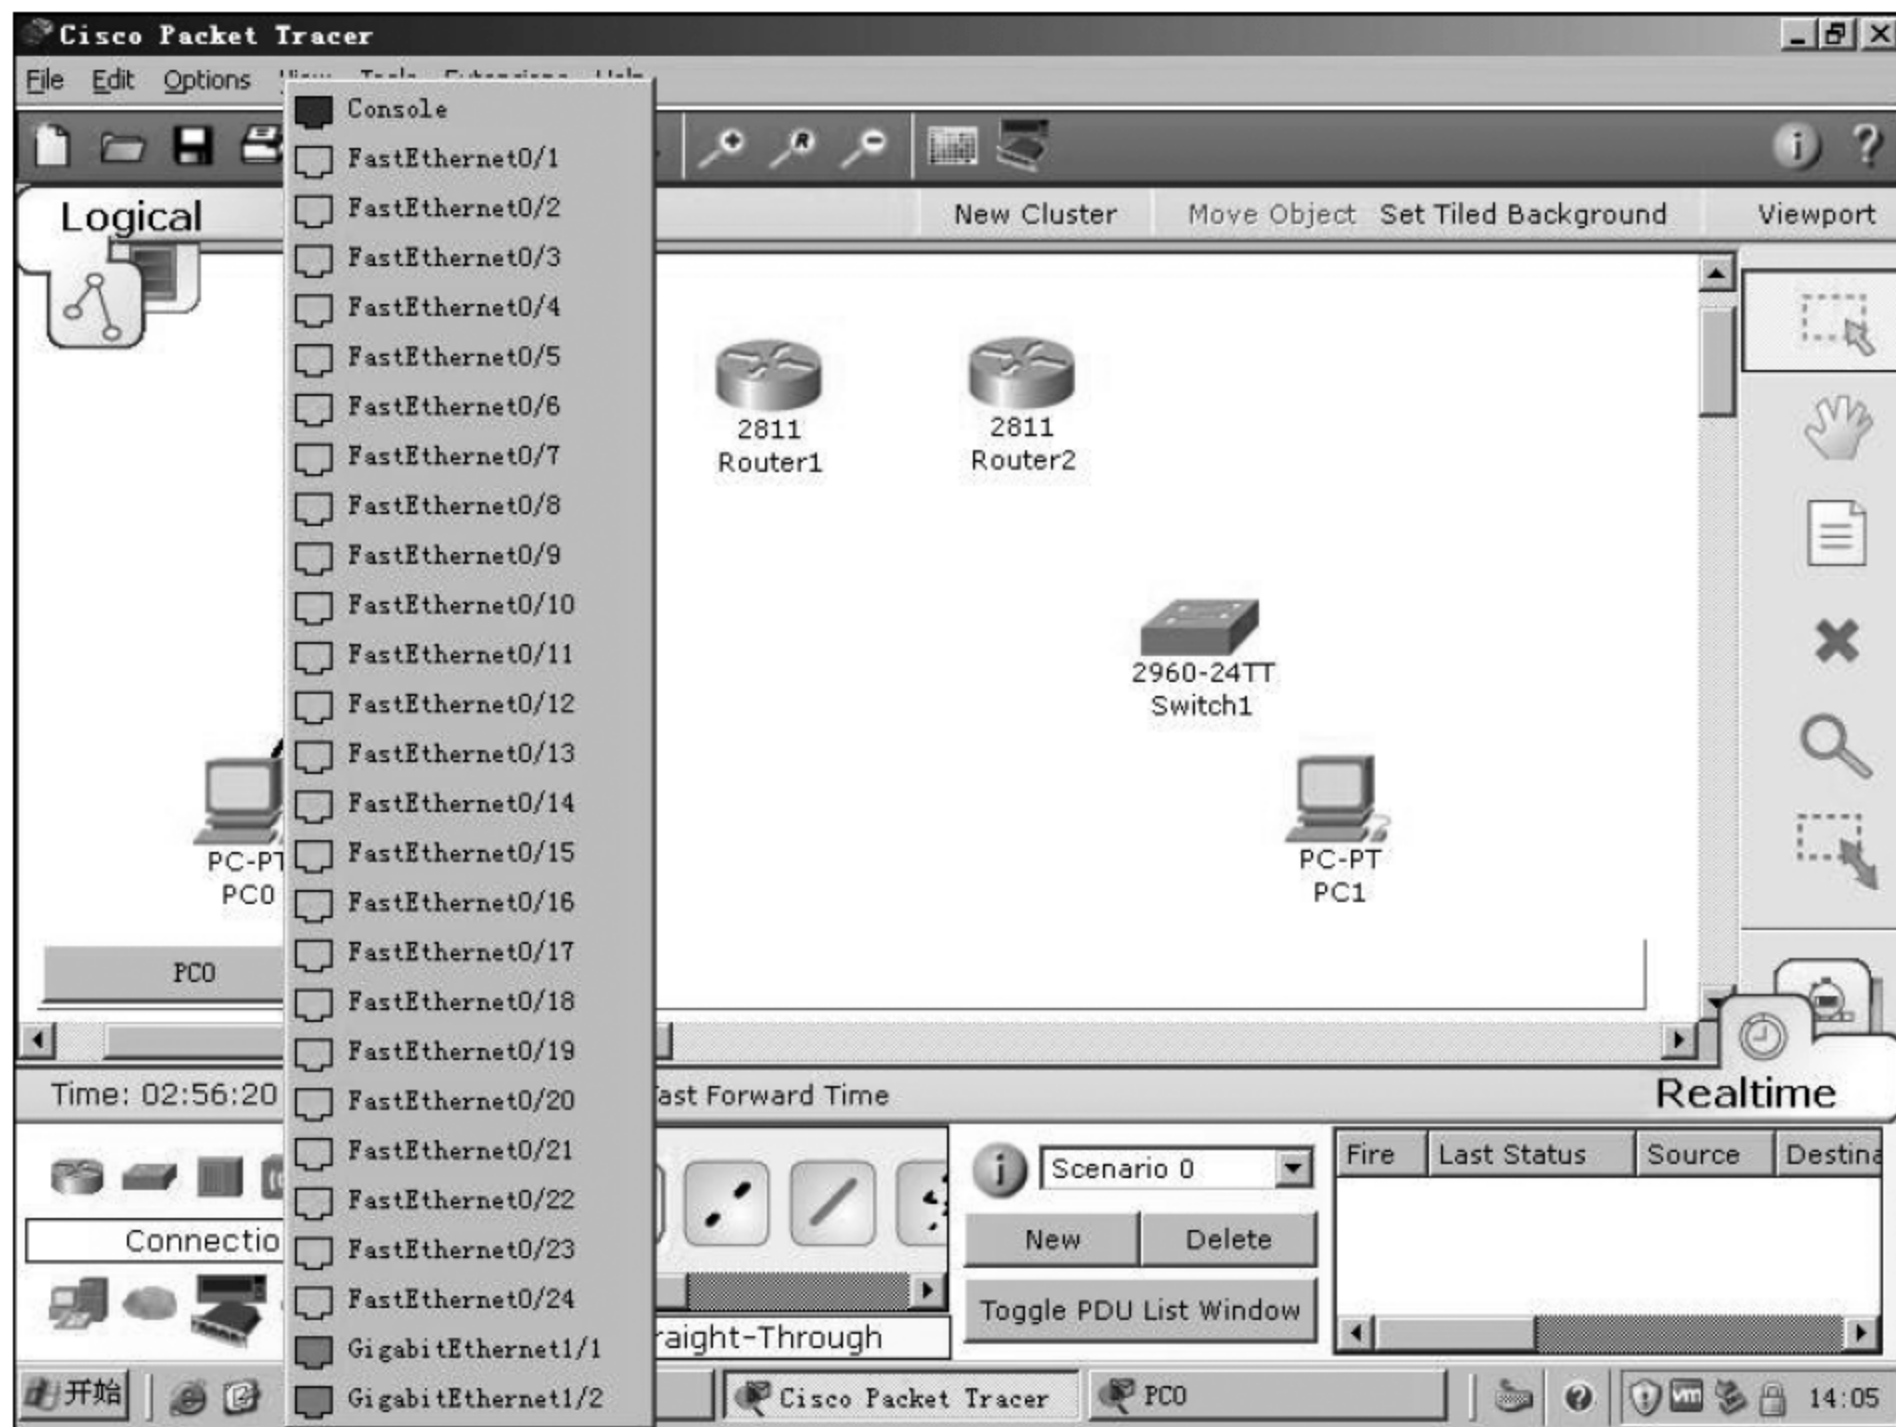 Cisco Packet Tracer
File Edit Options View Tools Extensions Help
Console
FastEthernet0/1
FastEthernet0/2
FastEthernet0/3
FastEthernet0/4
FastEthernet0/5
FastEthernet0/6
FastEthernet0/7
FastEthernet0/8
FastEthernet0/9
FastEthernet0/10
FastEthernet0/11
FastEthernet0/12
FastEthernet0/13
FastEthernet0/14
FastEthernet0/15
FastEthernet0/16
FastEthernet0/17
FastEthernet0/18
FastEthernet0/19
FastEthernet0/20
FastEthernet0/21
FastEthernet0/22
FastEthernet0/23
FastEthernet0/24
GigabitEthernet1/1
GigabitEthernet1/2
Logical
New Cluster Move Object Set Tiled Background Viewport
2811
Router1
2811
Router2
2960-24TT
Switch1
PC-PT
PC0
PC-PT
PC1
PC0
Time: 02:56:20
ast Forward Time
Realtime
Connectio
raight-Through
Scenario 0
New Delete
Toggle PDU List Window
Fire Last Status Source Destina
开始
Cisco Packet Tracer
PC0
14:05